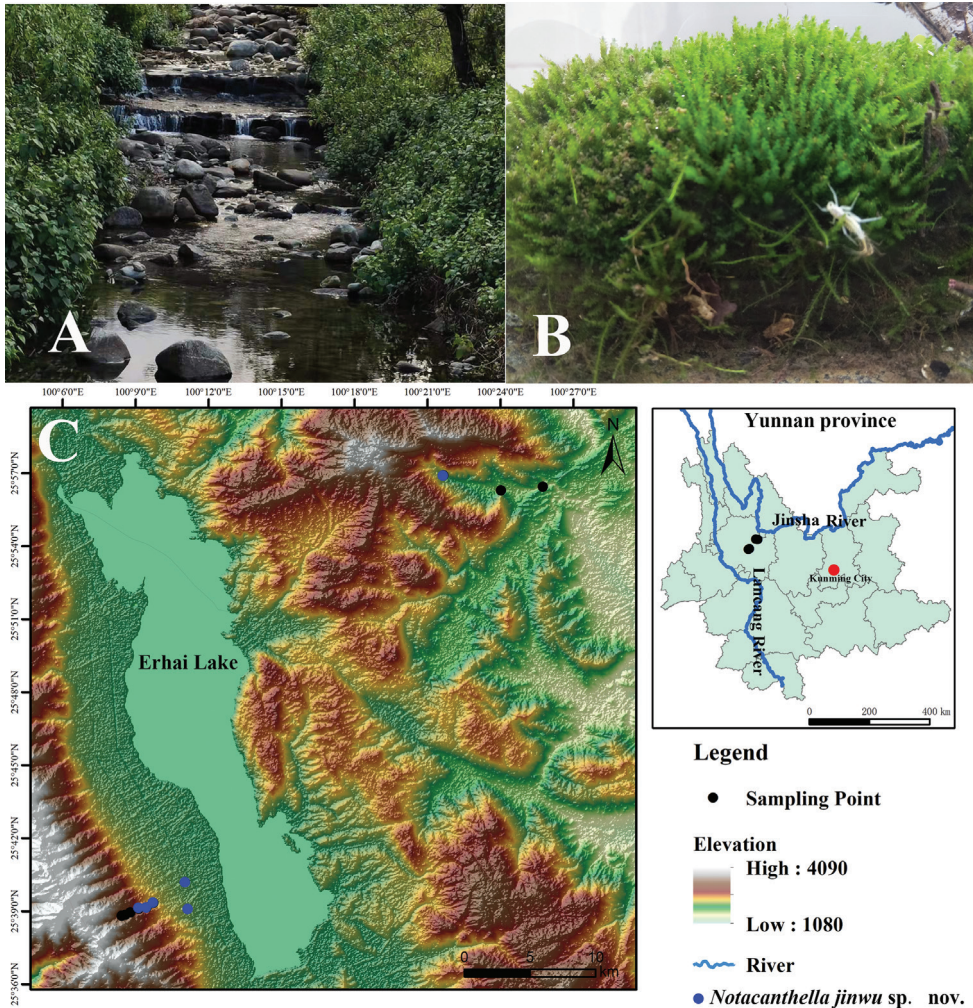 A
B
100°6'0"E 100°9'0"E 100°12'0"E 100°15'0"E 100°18'0"E 100°21'0"E 100°24'0"E 100°27'0"E
C
N
25°57'0"N
25°54'0"N
25°51'0"N
25°48'0"N
25°45'0"N
25°42'0"N
25°39'0"N
25°36'0"N
Erhai Lake
0 5 10
km
Yunnan province
Jinsha River
Kunming City
Lancang River
0 200 400 km
Legend
Sampling Point
Elevation
High : 4090
Low : 1080
River
Notacanthella jinwu sp. nov.